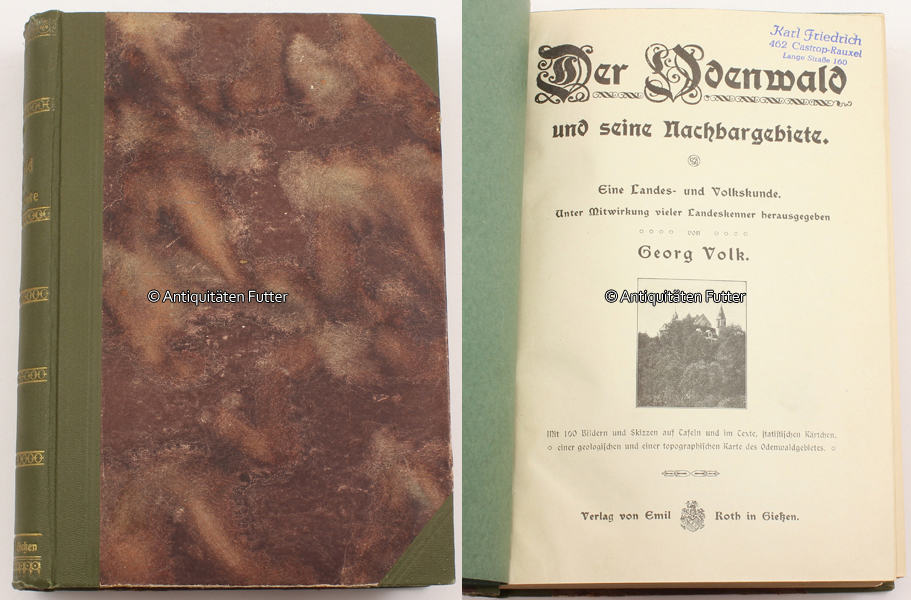 © Antiquitäten Futter
Karl Friedrich
462 Castrop-Rauxel
Lange Straße 160
Der Odenwald
und seine Nachbargebiete.
Eine Landes- und Volkskunde.
Unter Mitwirkung vieler Landeskenner herausgegeben
von
Georg Volk.
© Antiquitäten Futter
Mit 160 Bildern und Skizzen auf Tafeln und im Texte, statistischen Kärtchen,
einer geologischen und einer topographischen Karte des Odenwaldgebietes.
Verlag von Emil Roth in Gießen.